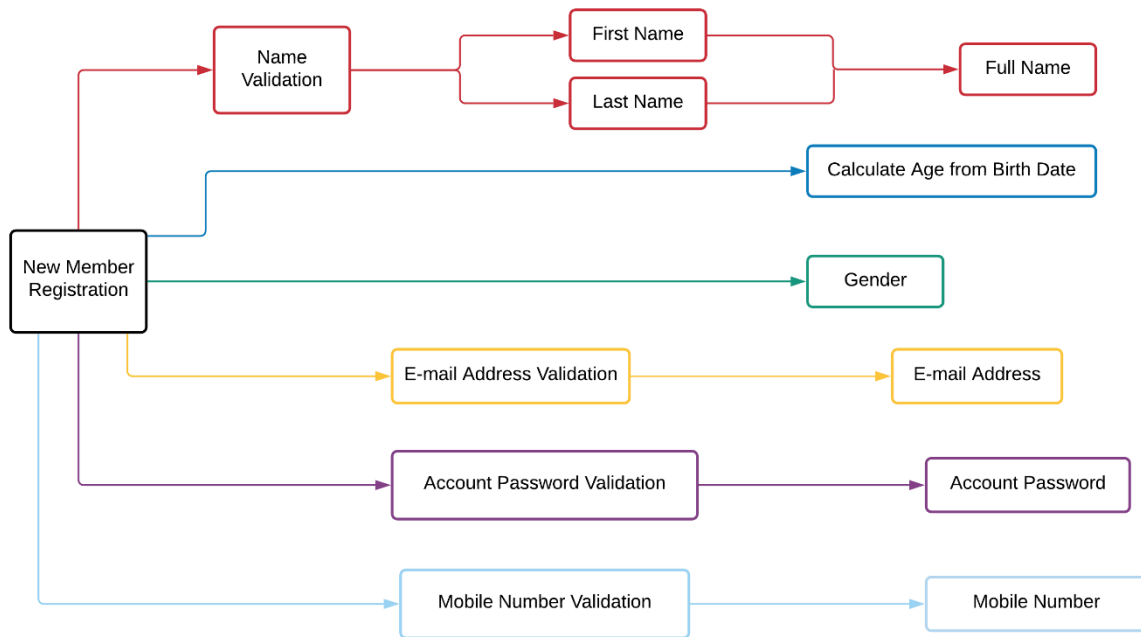 Name
Validation
First Name
Last Name
Full Name
Calculate Age from Birth Date
New Member
Registration
Gender
E-mail Address Validation
E-mail Address
Account Password Validation
Account Password
Mobile Number Validation
Mobile Number